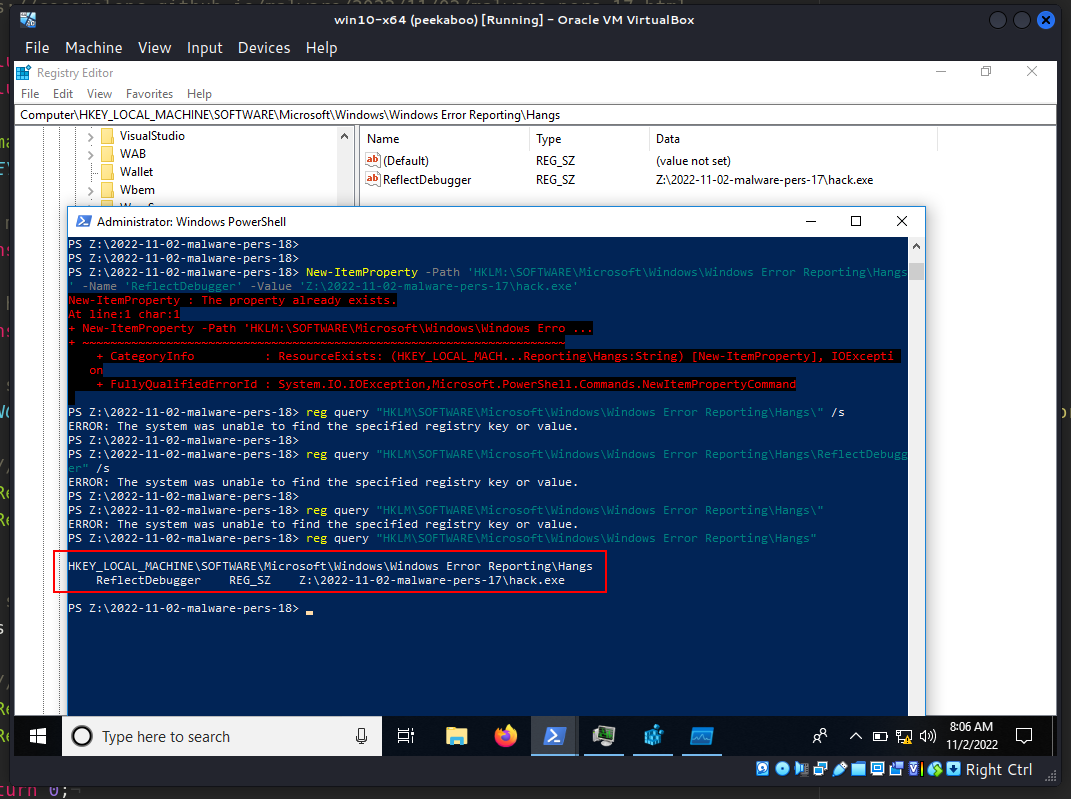 win10-x64 (peekaboo) [Running] - Oracle VM VirtualBox
File Machine View Input Devices Help
Registry Editor
File Edit View Favorites Help
Computer\HKEY_LOCAL_MACHINE\SOFTWARE\Microsoft\Windows\Windows Error Reporting\Hangs
VisualStudio
WAB
Wallet
Wbem
Name Type Data
(Default) REG_SZ (value not set)
ReflectDebugger REG_SZ Z:\2022-11-02-malware-pers-17\hack.exe
Administrator: Windows PowerShell
PS Z:\2022-11-02-malware-pers-18>
PS Z:\2022-11-02-malware-pers-18>
PS Z:\2022-11-02-malware-pers-18> New-ItemProperty -Path 'HKLM:\SOFTWARE\Microsoft\Windows\Windows Error Reporting\Hangs
' -Name 'ReflectDebugger' -Value 'Z:\2022-11-02-malware-pers-17\hack.exe'
New-ItemProperty : The property already exists.
At line:1 char:1
+ New-ItemProperty -Path 'HKLM:\SOFTWARE\Microsoft\Windows\Windows Erro ...
+ ~~~~~~~~~~~~~~~~~~~~~~~~~~~~~~~~~~~~~~~~~~~~~~~~~~~~~~~~~~~~~~~~~~~~~
+ CategoryInfo : ResourceExists: (HKEY_LOCAL_MACH...Reporting\Hangs:String) [New-ItemProperty], IOExcepti
on
+ FullyQualifiedErrorId : System.IO.IOException,Microsoft.PowerShell.Commands.NewItemPropertyCommand
PS Z:\2022-11-02-malware-pers-18> reg query "HKLM\SOFTWARE\Microsoft\Windows\Windows Error Reporting\Hangs\" /s
ERROR: The system was unable to find the specified registry key or value.
PS Z:\2022-11-02-malware-pers-18>
PS Z:\2022-11-02-malware-pers-18> reg query "HKLM\SOFTWARE\Microsoft\Windows\Windows Error Reporting\Hangs\ReflectDebugg
er" /s
ERROR: The system was unable to find the specified registry key or value.
PS Z:\2022-11-02-malware-pers-18>
PS Z:\2022-11-02-malware-pers-18> reg query "HKLM\SOFTWARE\Microsoft\Windows\Windows Error Reporting\Hangs\"
ERROR: The system was unable to find the specified registry key or value.
PS Z:\2022-11-02-malware-pers-18> reg query "HKLM\SOFTWARE\Microsoft\Windows\Windows Error Reporting\Hangs"
HKEY_LOCAL_MACHINE\SOFTWARE\Microsoft\Windows\Windows Error Reporting\Hangs
ReflectDebugger REG_SZ Z:\2022-11-02-malware-pers-17\hack.exe
PS Z:\2022-11-02-malware-pers-18>
Type here to search
8:06 AM
11/2/2022
Right Ctrl
turn 0;